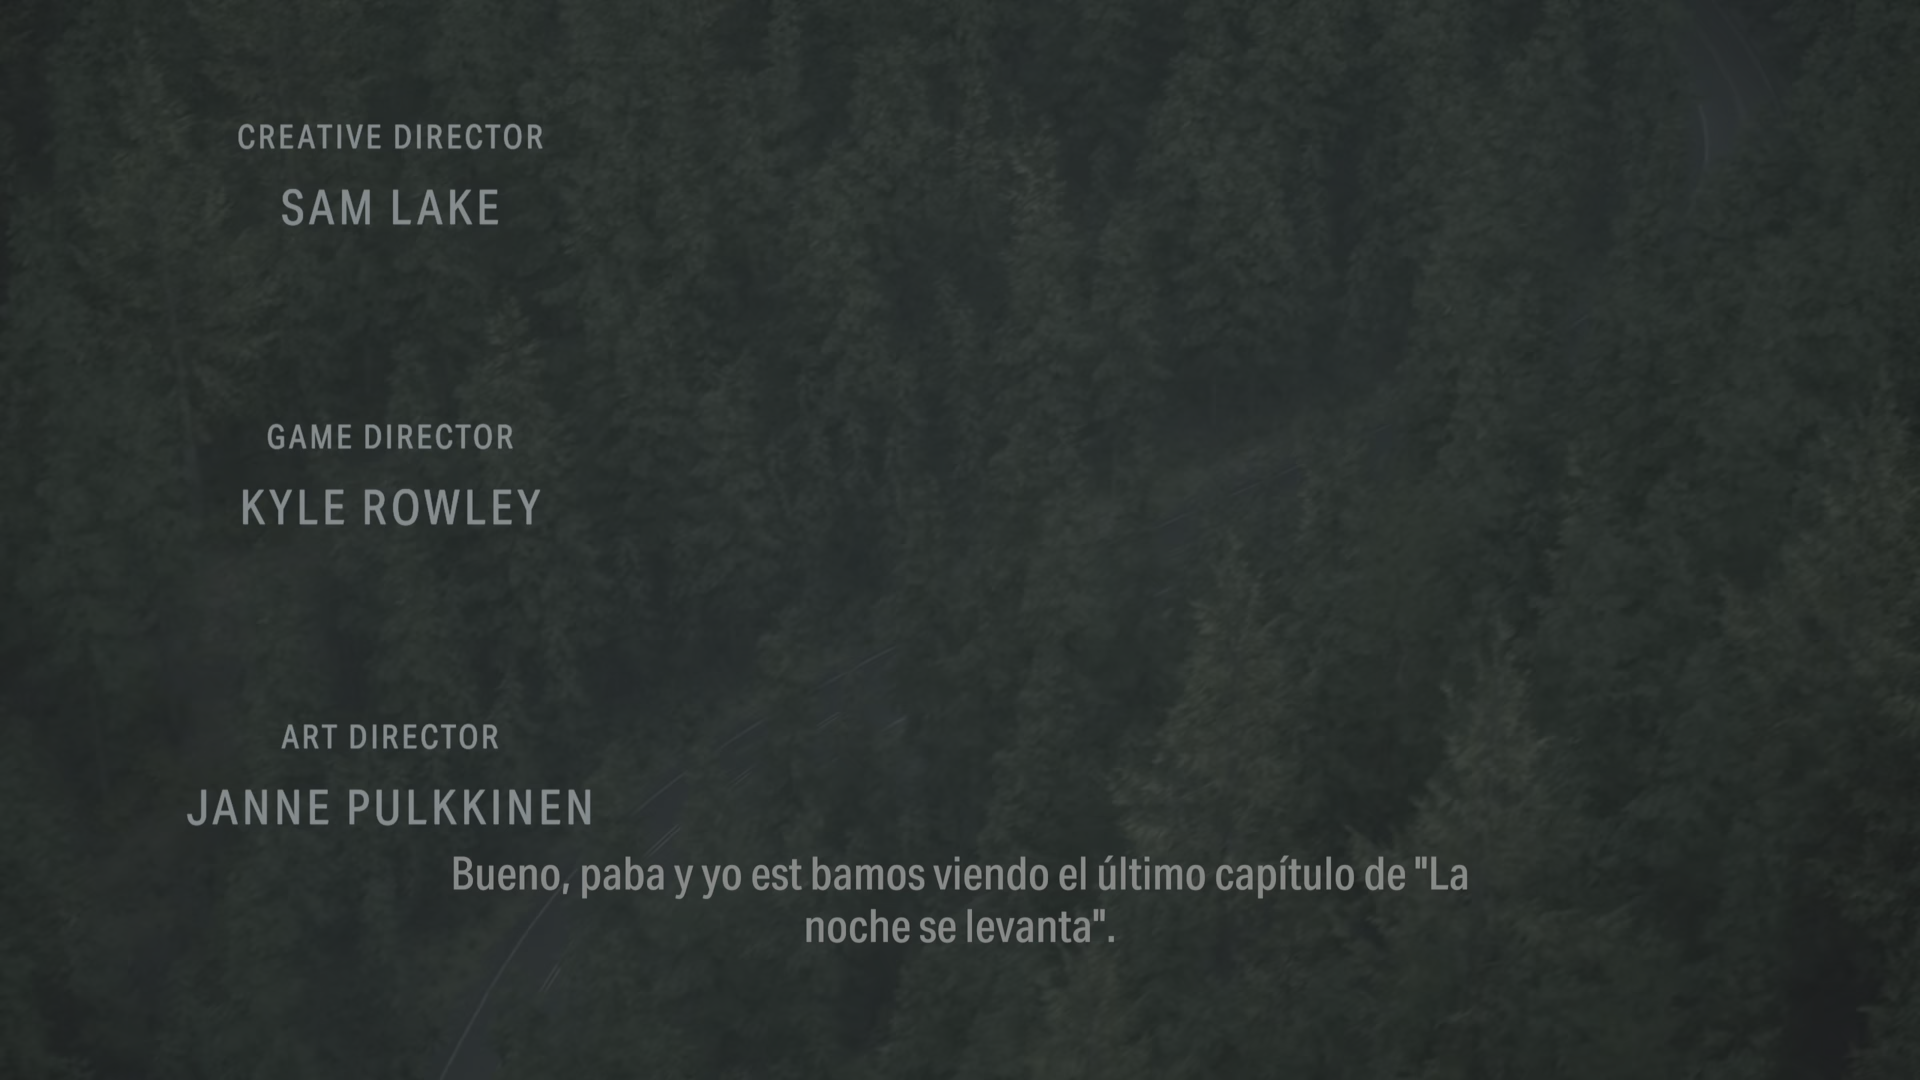 CREATIVE DIRECTOR
SAM LAKE
GAME DIRECTOR
KYLE ROWLEY
ART DIRECTOR
JANNE PULKKINEN
Bueno, paba y yo est bamos viendo el último capítulo de "La
noche se levanta".